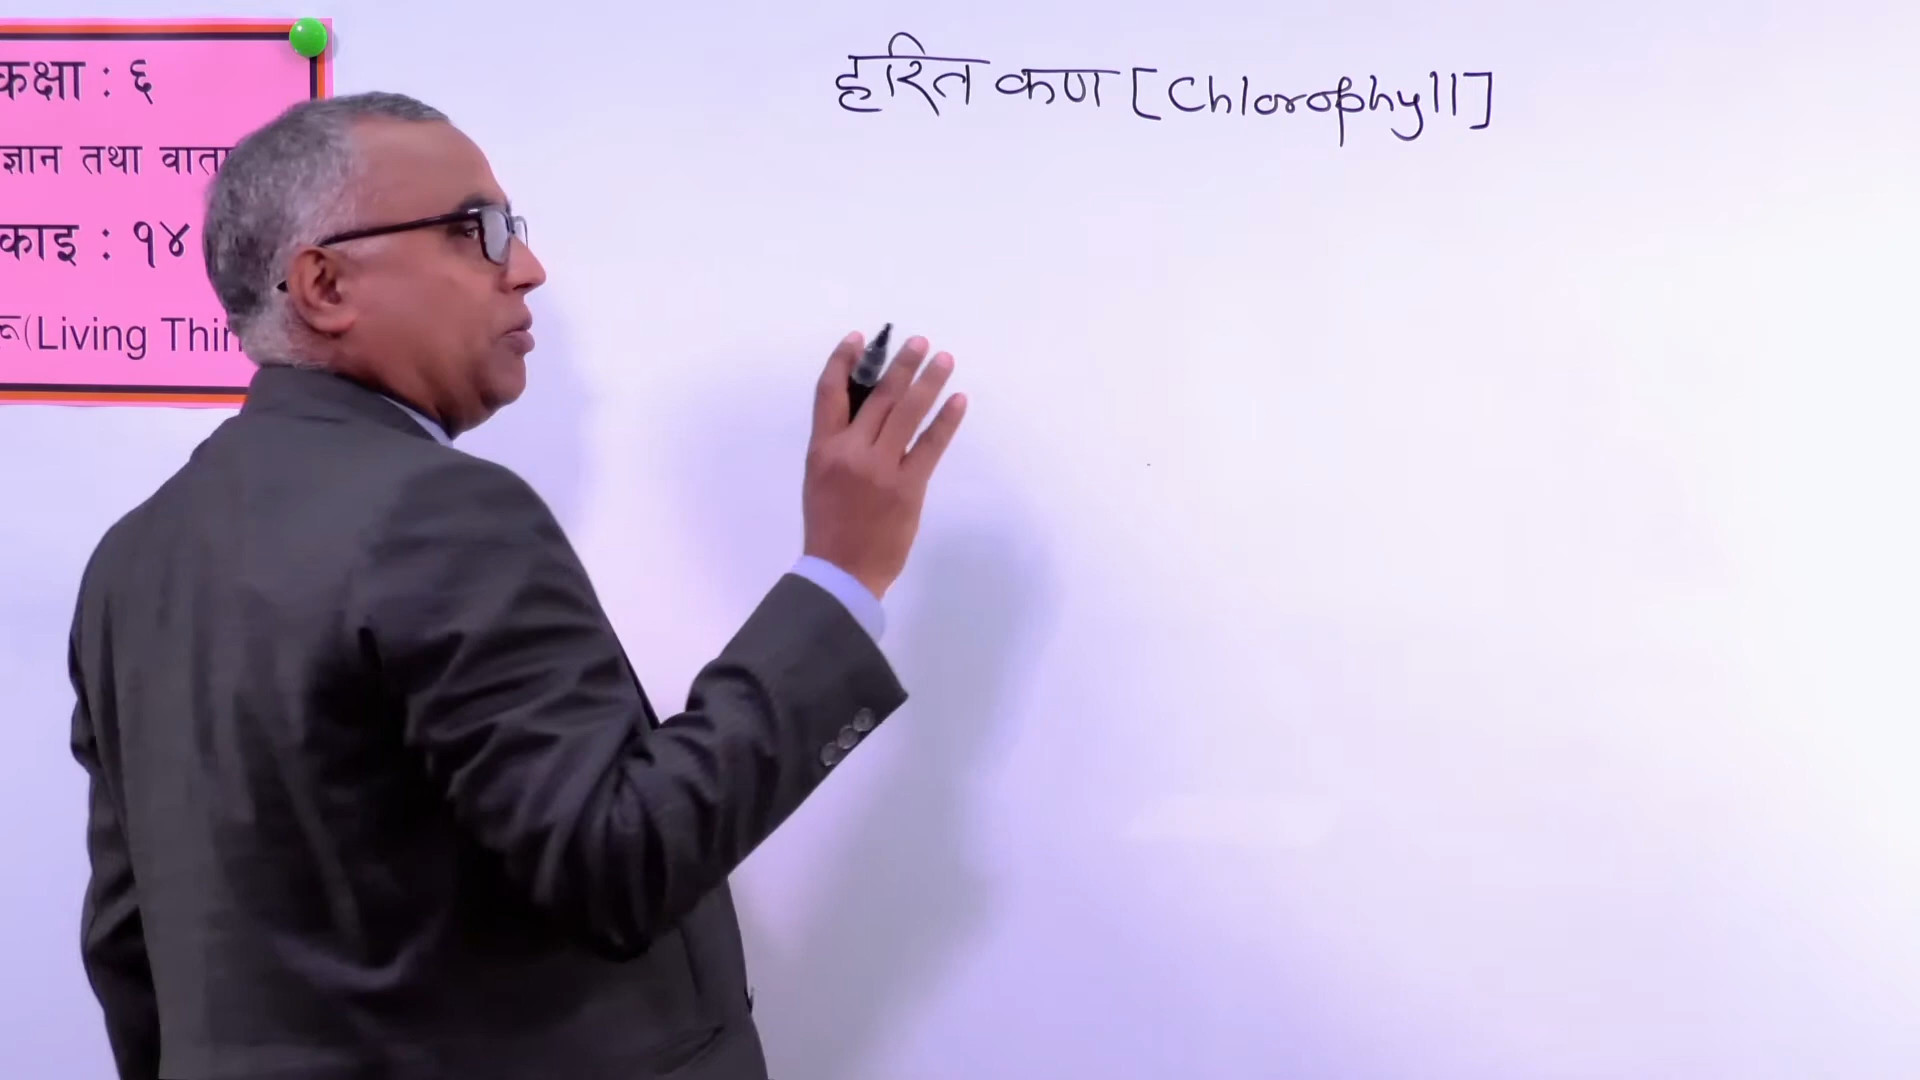 कक्षा : ६
ज्ञान तथा वाता
काइ : १४
रू(Living Thin
हरित कण [Chlorophyll]